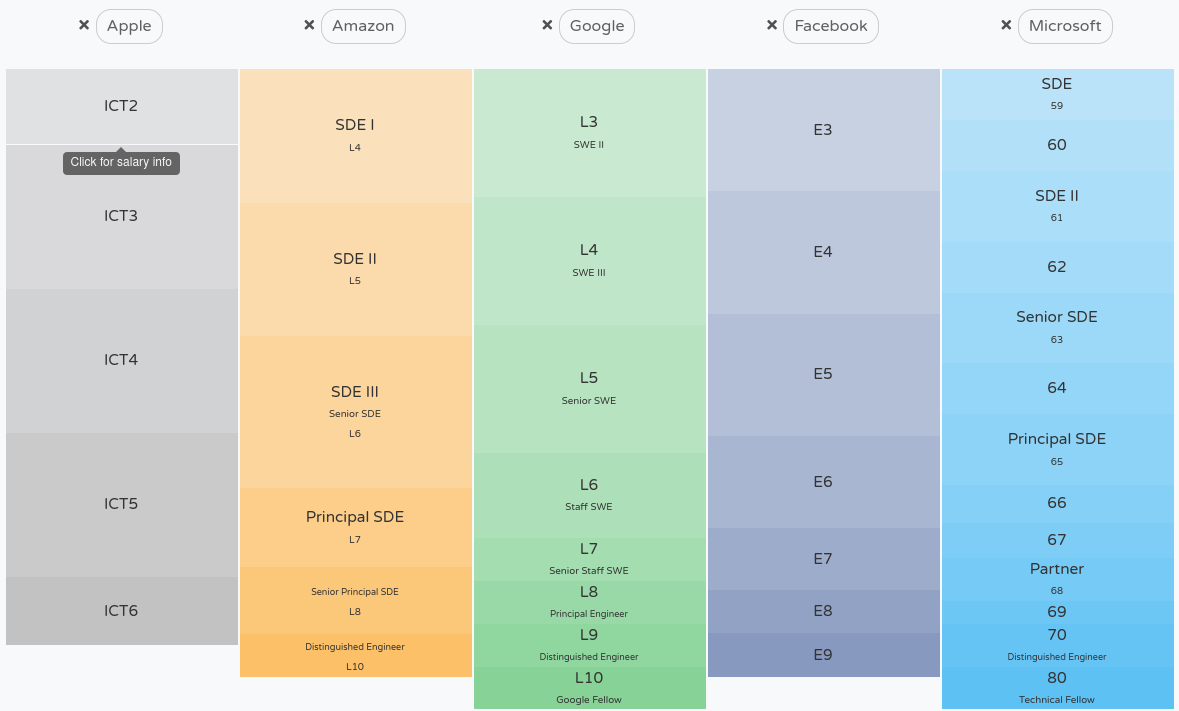 × Apple
× Amazon
× Google
× Facebook
× Microsoft
ICT2
Click for salary info
ICT3
ICT4
ICT5
ICT6
SDE I
L4
SDE II
L5
SDE III
Senior SDE
L6
Principal SDE
L7
Senior Principal SDE
L8
Distinguished Engineer
L10
L3
SWE II
L4
SWE III
L5
Senior SWE
L6
Staff SWE
L7
Senior Staff SWE
L8
Principal Engineer
L9
Distinguished Engineer
L10
Google Fellow
E3
E4
E5
E6
E7
E8
E9
SDE
59
60
SDE II
61
62
Senior SDE
63
64
Principal SDE
65
66
67
Partner
68
69
70
Distinguished Engineer
80
Technical Fellow